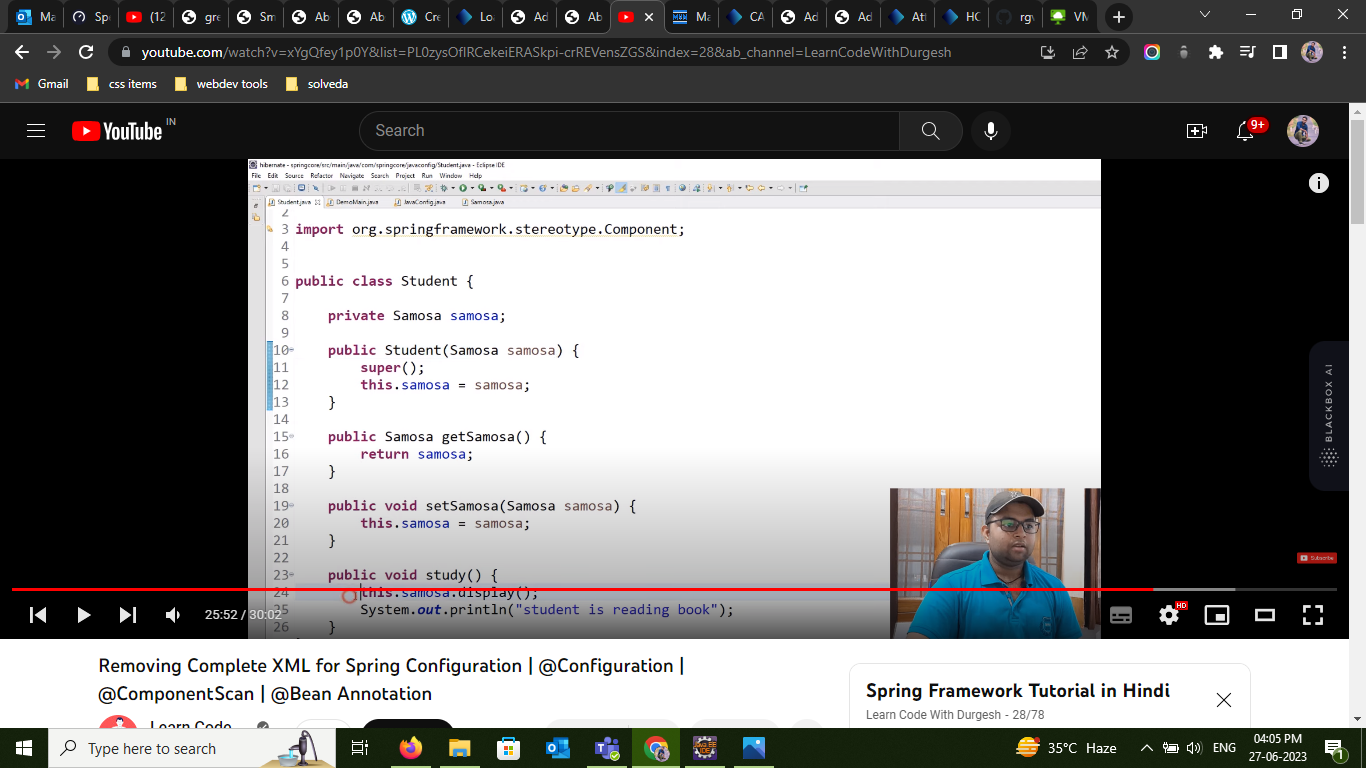 Ma
Sp
(12
gre
Sm
Ab
Ab
Cre
Lo
Ad
Ab
Ma
CA
Ad
Ad
Att
HC
rgv
VM
youtube.com/watch?v=xYgQfey1p0Y&list=PL0zysOflRCekeiERASkpi-crREVensZGS&index=28&ab_channel=LearnCodeWithDurgesh
Gmail css items webdev tools solveda
YouTube IN
Search
9+
hibernate - springcore/src/main/java/com/springcore/javaconfig/Student.java - Eclipse IDE
File Edit Source Refactor Navigate Search Project Run Window Help
Student.java DemoMain.java JavaConfig.java Samosa.java
2
3 import org.springframework.stereotype.Component;
4
5
6 public class Student {
7
8 private Samosa samosa;
9
10 public Student(Samosa samosa) {
11 super();
12 this.samosa = samosa;
13 }
14
15 public Samosa getSamosa() {
16 return samosa;
17 }
18
19 public void setSamosa(Samosa samosa) {
20 this.samosa = samosa;
21 }
22
23 public void study() {
24 this.samosa.display();
25 System.out.println("student is reading book");
26 }
BLACKBOX AI
Subscribe
25:52 / 30:02
HD
Removing Complete XML for Spring Configuration | @Configuration |
@ComponentScan | @Bean Annotation
Learn Code
Spring Framework Tutorial in Hindi
Learn Code With Durgesh - 28/78
Type here to search
35°C Haze
ENG
04:05 PM
27-06-2023
1